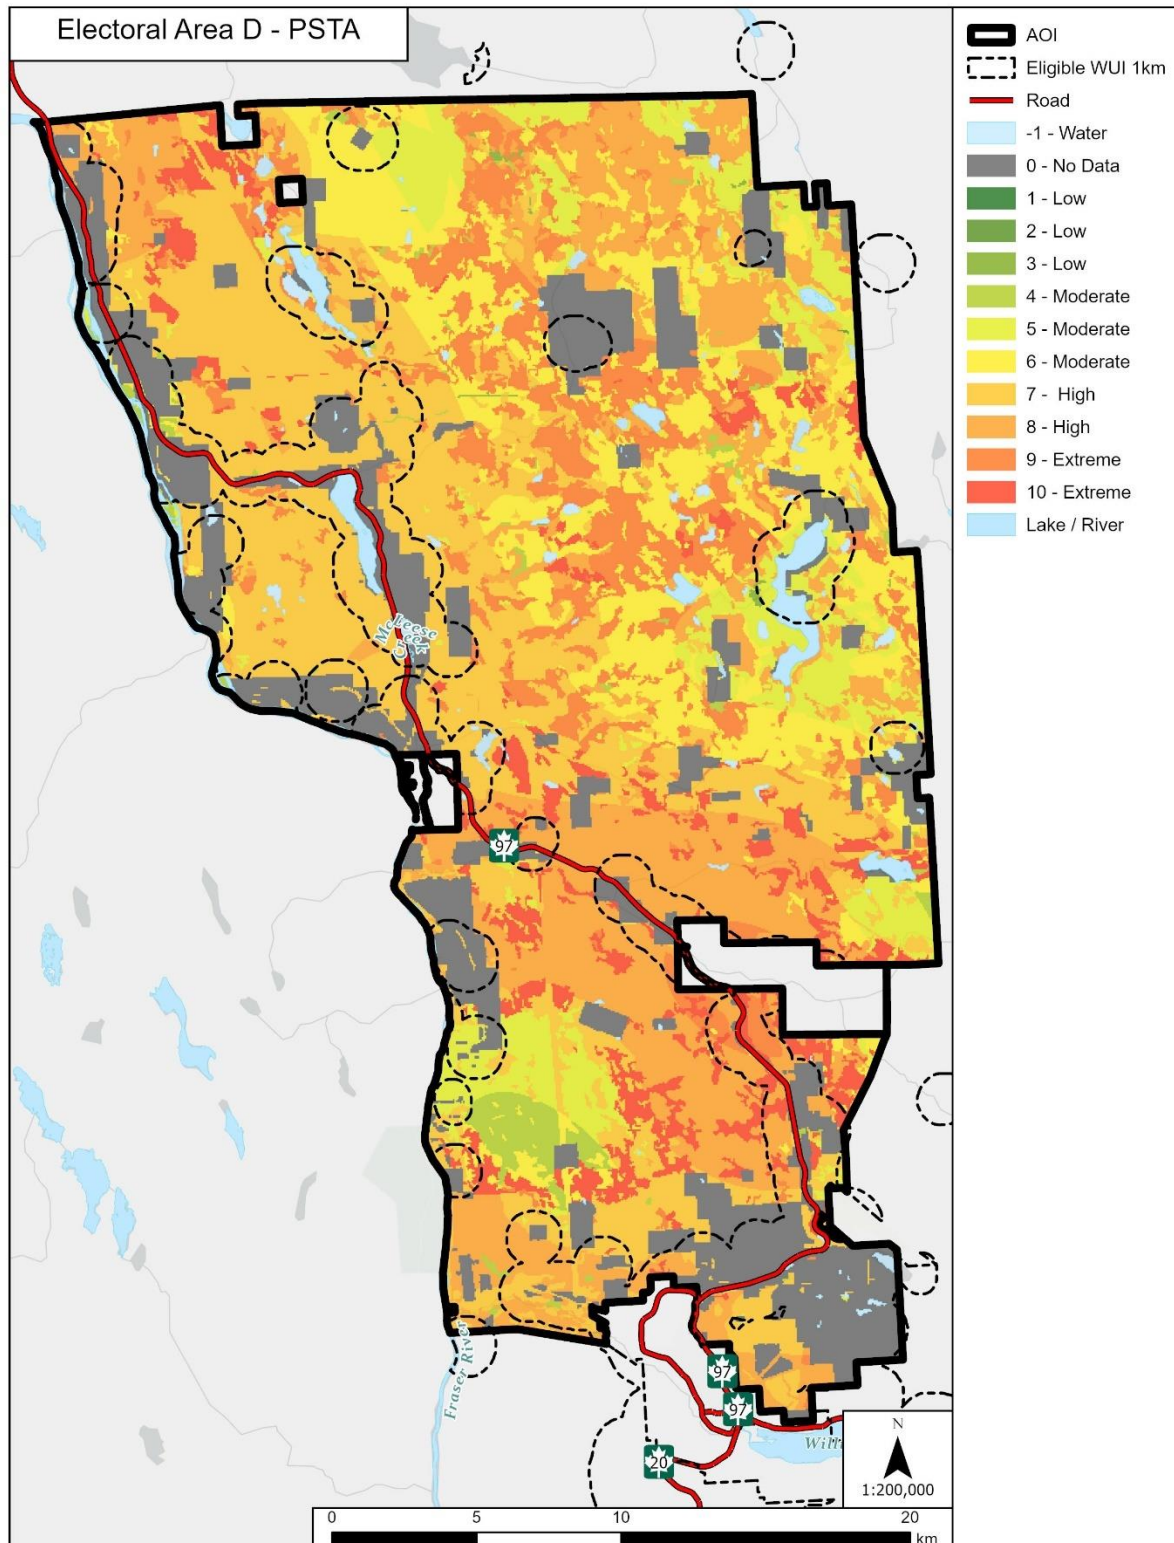 Electoral Area D - PSTA
AOI
Eligible WUI 1km
Road
-1 - Water
0 - No Data
1 - Low
2 - Low
3 - Low
4 - Moderate
5 - Moderate
6 - Moderate
7 - High
8 - High
9 - Extreme
10 - Extreme
Lake / River
McLeese
Creek
97
Fraser River
97
97
20
Willi
N
1:200,000
0
5
10
20
km